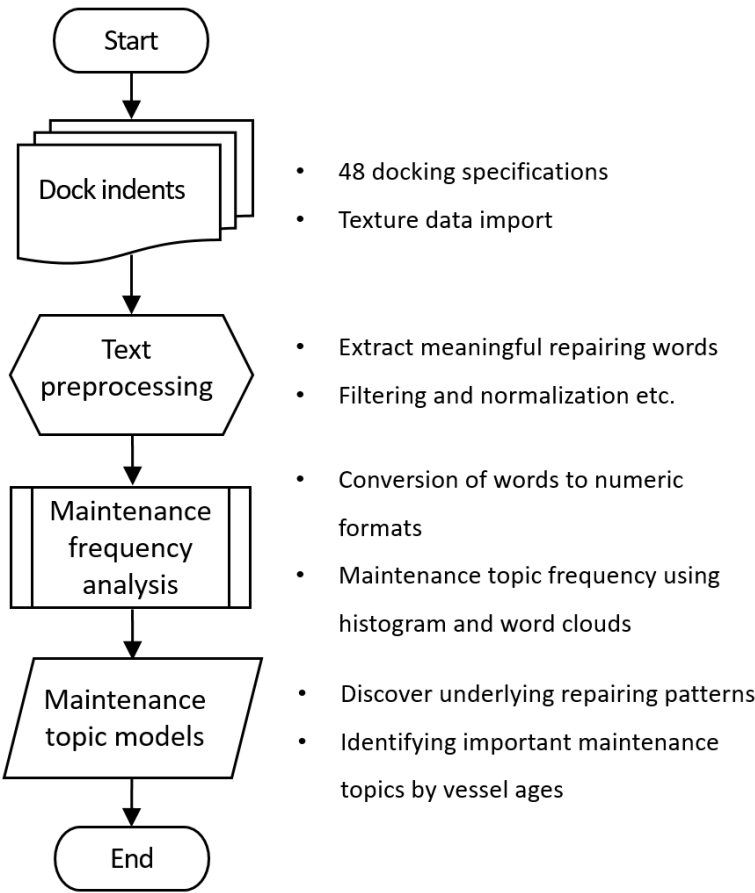 Start
Dock indents
• 48 docking specifications
• Texture data import
Text
preprocessing
• Extract meaningful repairing words
• Filtering and normalization etc.
Maintenance
frequency
analysis
• Conversion of words to numeric
formats
• Maintenance topic frequency using
histogram and word clouds
Maintenance
topic models
• Discover underlying repairing patterns
• Identifying important maintenance
topics by vessel ages
End